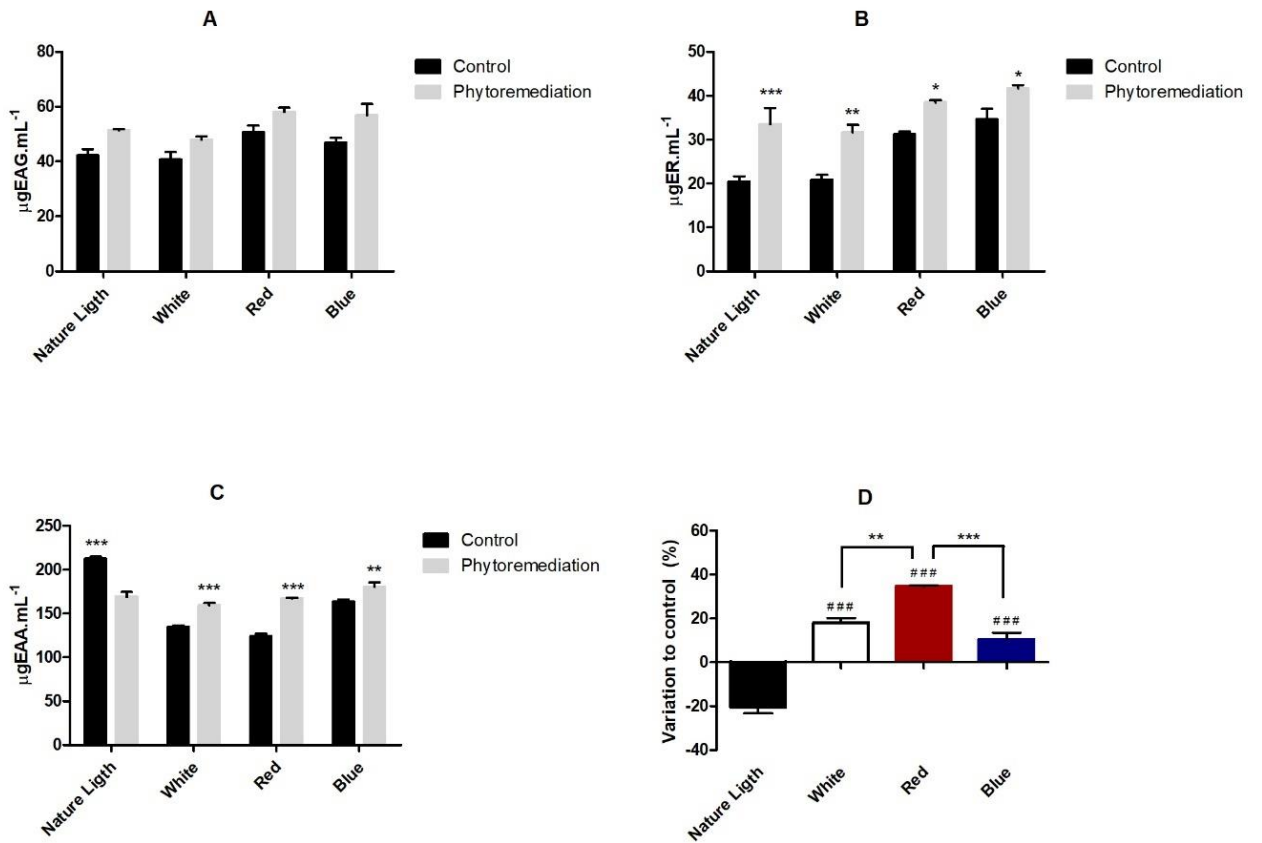 A
80
60
40
20
0
µgEAG.mL-1
Control
Phytoremediation
Nature Ligth
White
Red
Blue
B
50
40
30
20
10
0
µgER.mL-1
***
**
*
*
Control
Phytoremediation
Nature Ligth
White
Red
Blue
C
250
200
150
100
50
0
µgEAA.mL-1
***
***
***
**
Control
Phytoremediation
Nature Ligth
White
Red
Blue
D
60
40
20
0
-20
-40
Variation to control (%)
**
***
###
###
###
Nature Ligth
White
Red
Blue